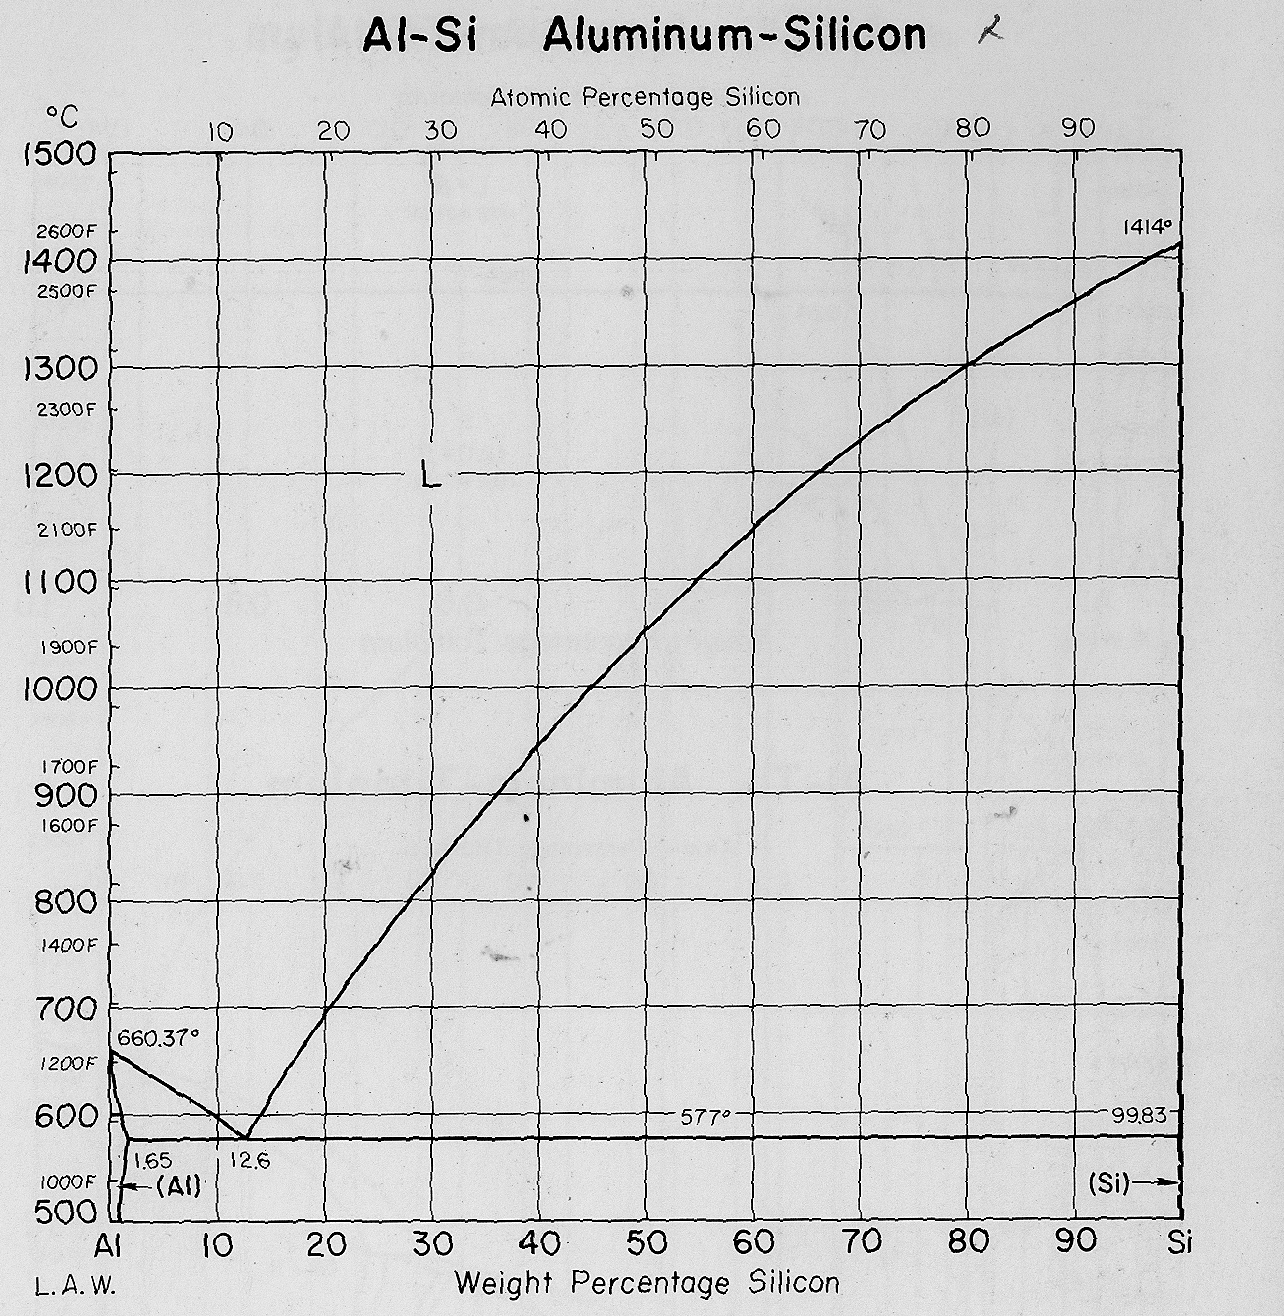 Al-Si Aluminum-Silicon
Atomic Percentage Silicon
°C
10 20 30 40 50 60 70 80 90
1500
2600F
1414°
1400
2500F
1300
2300F
1200
L
2100F
1100
1900F
1000
1700F
900
1600F
800
1400F
700
660.37°
1200F
600
577°
99.83
1.65 12.6
1000F
(Al)
(Si)
500
Al 10 20 30 40 50 60 70 80 90 Si
L.A.W.
Weight Percentage Silicon